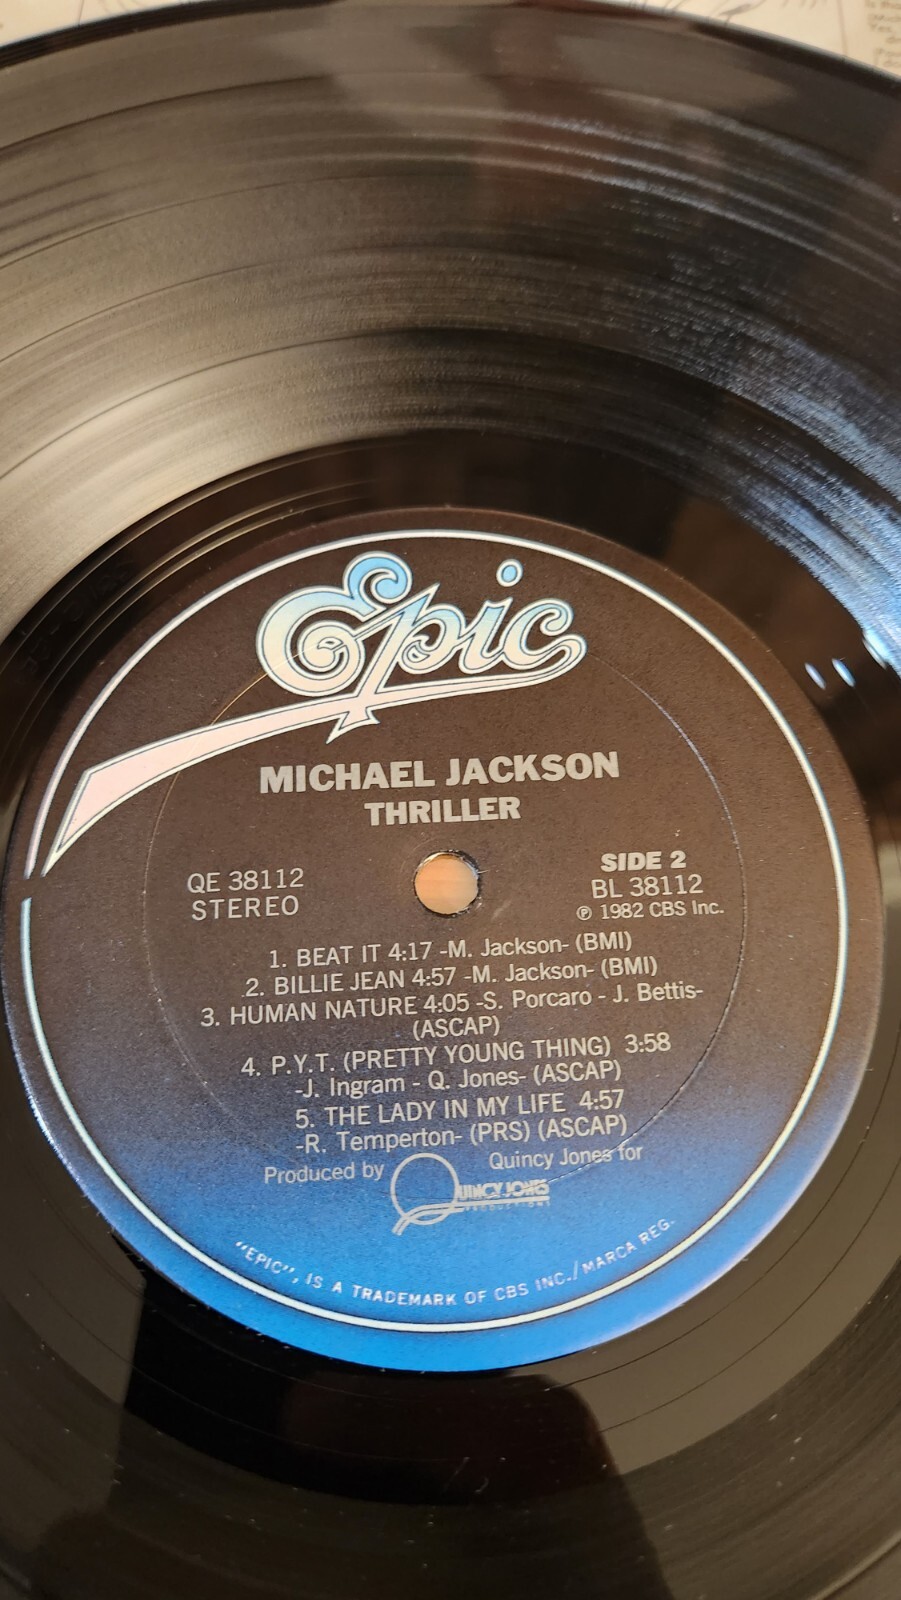 Epic
MICHAEL JACKSON
THRILLER
QE 38112
STEREO
SIDE 2
BL 38112
℗ 1982 CBS Inc.
1. BEAT IT 4:17 -M. Jackson- (BMI)
2. BILLIE JEAN 4:57 -M. Jackson- (BMI)
3. HUMAN NATURE 4:05 -S. Porcaro - J. Bettis-
(ASCAP)
4. P.Y.T. (PRETTY YOUNG THING) 3:58
-J. Ingram - Q. Jones- (ASCAP)
5. THE LADY IN MY LIFE 4:57
-R. Temperton- (PRS) (ASCAP)
Produced by Quincy Jones for
QUINCY JONES
PRODUCTIONS
"EPIC", IS A TRADEMARK OF CBS INC./MARCA REG.